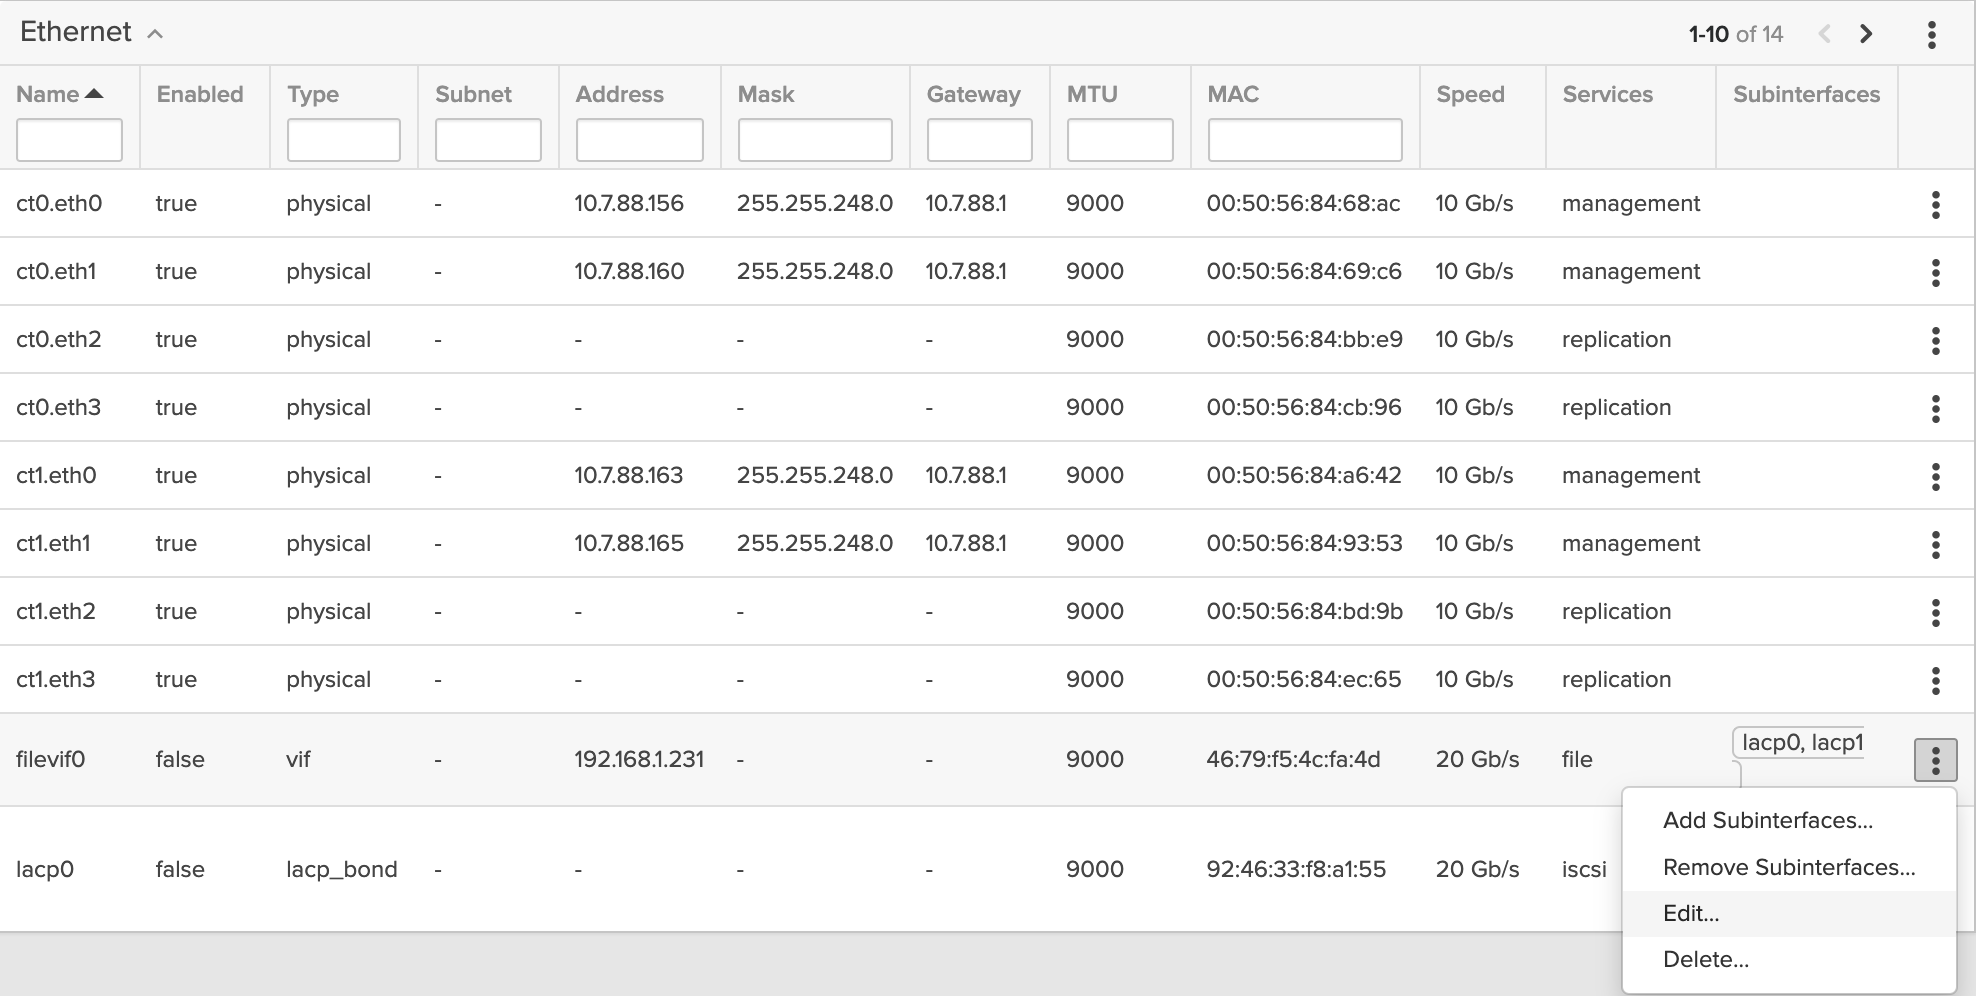 Ethernet 1-10 of 14
Name Enabled Type Subnet Address Mask Gateway MTU MAC Speed Services Subinterfaces
ct0.eth0 true physical - 10.7.88.156 255.255.248.0 10.7.88.1 9000 00:50:56:84:68:ac 10 Gb/s management
ct0.eth1 true physical - 10.7.88.160 255.255.248.0 10.7.88.1 9000 00:50:56:84:69:c6 10 Gb/s management
ct0.eth2 true physical - - - - 9000 00:50:56:84:bb:e9 10 Gb/s replication
ct0.eth3 true physical - - - - 9000 00:50:56:84:cb:96 10 Gb/s replication
ct1.eth0 true physical - 10.7.88.163 255.255.248.0 10.7.88.1 9000 00:50:56:84:a6:42 10 Gb/s management
ct1.eth1 true physical - 10.7.88.165 255.255.248.0 10.7.88.1 9000 00:50:56:84:93:53 10 Gb/s management
ct1.eth2 true physical - - - - 9000 00:50:56:84:bd:9b 10 Gb/s replication
ct1.eth3 true physical - - - - 9000 00:50:56:84:ec:65 10 Gb/s replication
filevif0 false vif - 192.168.1.231 - - 9000 46:79:f5:4c:fa:4d 20 Gb/s file lacp0, lacp1
lacp0 false lacp_bond - - - - 9000 92:46:33:f8:a1:55 20 Gb/s iscsi
Add Subinterfaces...
Remove Subinterfaces...
Edit...
Delete...